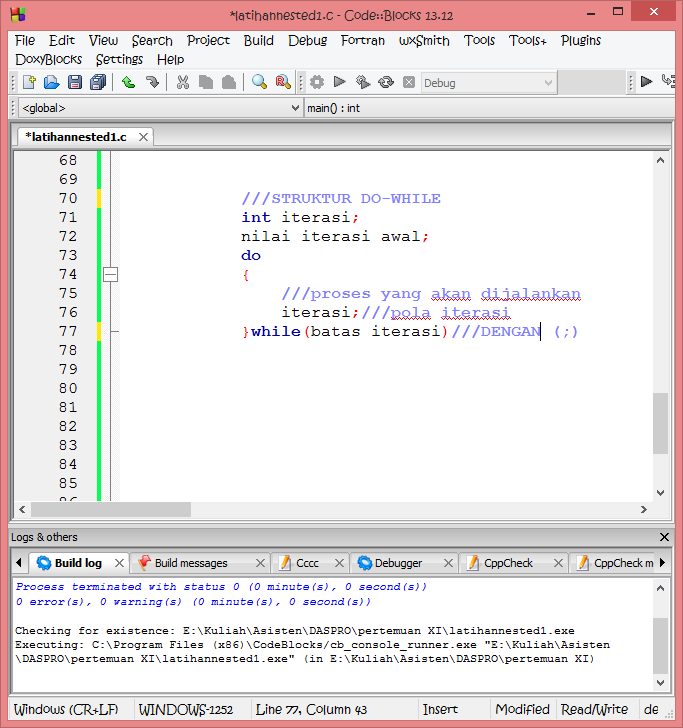 *latihannested1.c - Code::Blocks 13.12
File Edit View Search Project Build Debug Fortran wxSmith Tools Tools+ Plugins
DoxyBlocks Settings Help
Debug
<global> main() : int
*latihannested1.c
68
69
70 ///STRUKTUR DO-WHILE
71 int iterasi;
72 nilai iterasi awal;
73 do
74 {
75 ///proses yang akan dijalankan
76 iterasi;///pola iterasi
77 }while(batas iterasi)///DENGAN (;)
78
79
80
81
82
83
84
85
86
Logs & others
Build log Build messages Cccc Debugger CppCheck CppCheck m
Process terminated with status 0 (0 minute(s), 0 second(s))
0 error(s), 0 warning(s) (0 minute(s), 0 second(s))
Checking for existence: E:\Kuliah\Asisten\DASPRO\pertemuan XI\latihannested1.exe
Executing: C:\Program Files (x86)\CodeBlocks/cb_console_runner.exe "E:\Kuliah\Asisten
\DASPRO\pertemuan XI\latihannested1.exe" (in E:\Kuliah\Asisten\DASPRO\pertemuan XI)
Windows (CR+LF) WINDOWS-1252 Line 77, Column 43 Insert Modified Read/Write de